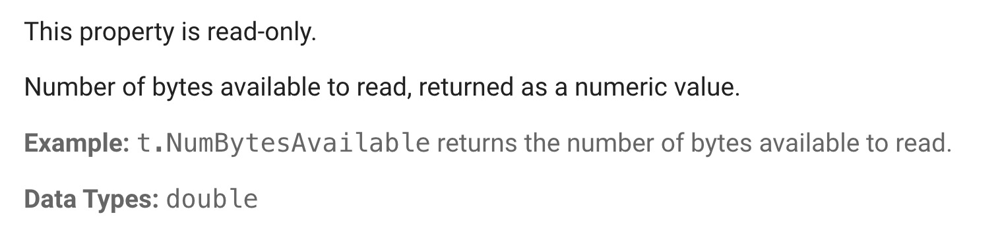 This property is read-only.
Number of bytes available to read, returned as a numeric value.
Example: t.NumBytesAvailable returns the number of bytes available to read.
Data Types: double